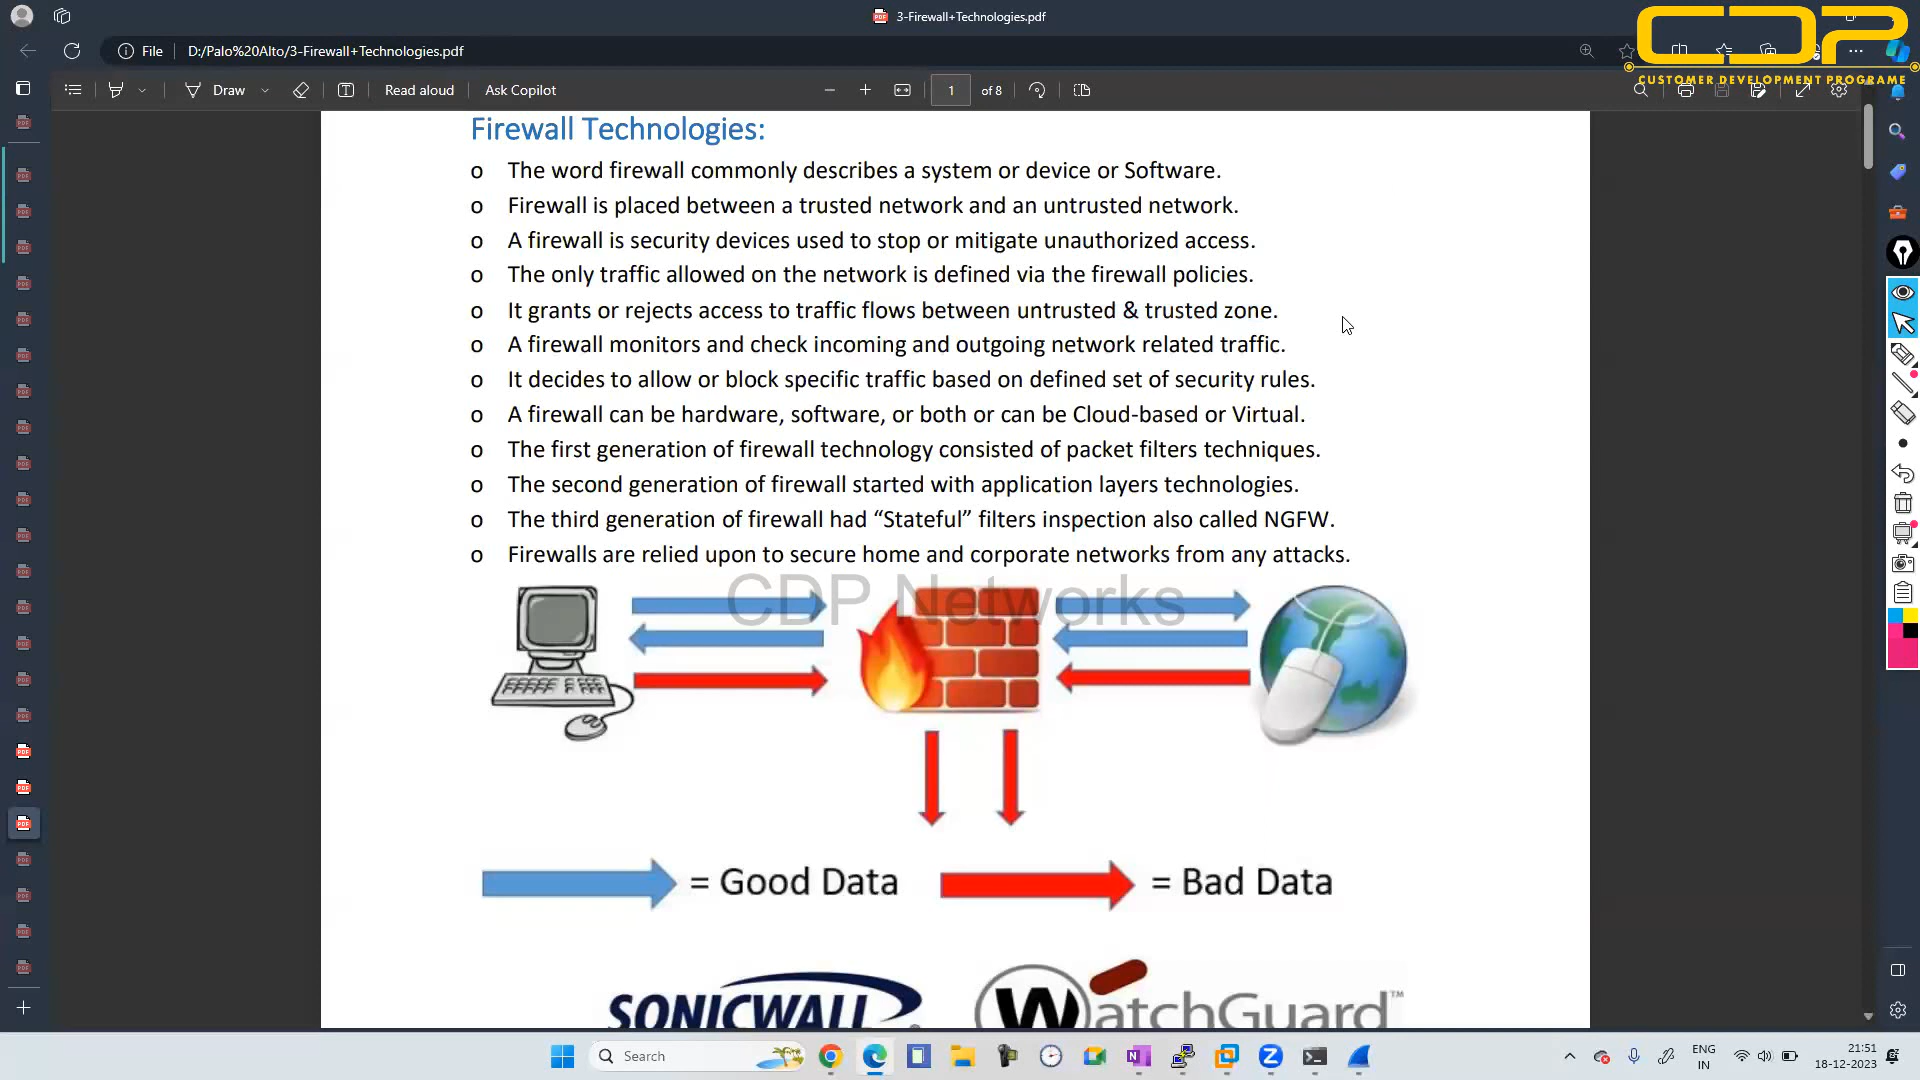 3-Firewall+Technologies.pdf
CDP
CUSTOMER DEVELOPMENT PROGRAME
File
D:/Palo%20Alto/3-Firewall+Technologies.pdf
Draw
Read aloud
Ask Copilot
1 of 8
Firewall Technologies:
o The word firewall commonly describes a system or device or Software.
o Firewall is placed between a trusted network and an untrusted network.
o A firewall is security devices used to stop or mitigate unauthorized access.
o The only traffic allowed on the network is defined via the firewall policies.
o It grants or rejects access to traffic flows between untrusted & trusted zone.
o A firewall monitors and check incoming and outgoing network related traffic.
o It decides to allow or block specific traffic based on defined set of security rules.
o A firewall can be hardware, software, or both or can be Cloud-based or Virtual.
o The first generation of firewall technology consisted of packet filters techniques.
o The second generation of firewall started with application layers technologies.
o The third generation of firewall had “Stateful” filters inspection also called NGFW.
o Firewalls are relied upon to secure home and corporate networks from any attacks.
CDP Networks
= Good Data
= Bad Data
SONICWALL
WatchGuard™
Search
ENG
IN
21:51
18-12-2023